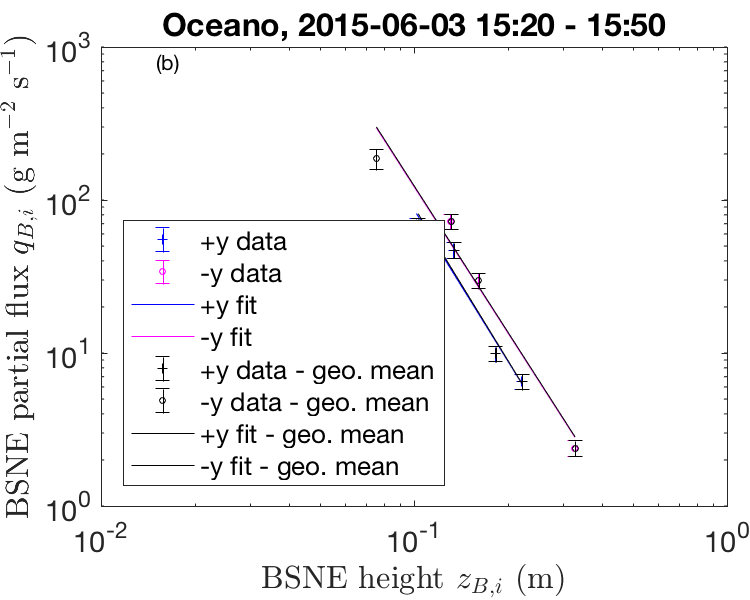 Oceano, 2015-06-03 15:20 - 15:50
(b)
BSNE partial flux q_{B,i} (g m^{-2} s^{-1})
10^3
10^2
10^1
10^0
+y data
-y data
+y fit
-y fit
+y data - geo. mean
-y data - geo. mean
+y fit - geo. mean
-y fit - geo. mean
10^{-2}
10^{-1}
10^0
BSNE height z_{B,i} (m)